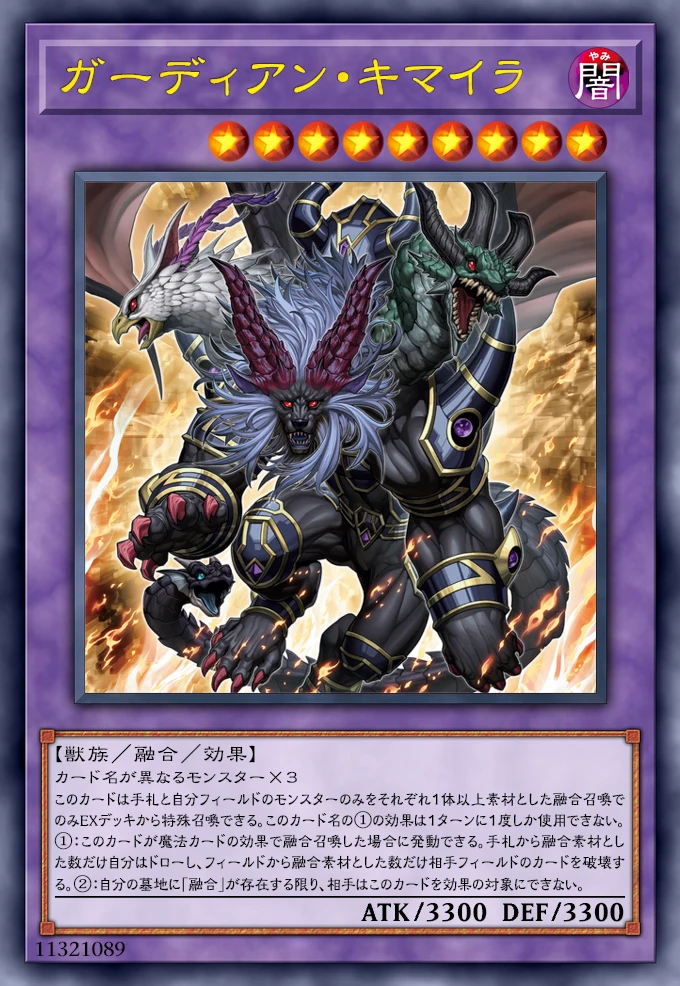 ガーディアン・キマイラ
やみ
闇
【獣族／融合／効果】
カード名が異なるモンスター×３
このカードは手札と自分フィールドのモンスターのみをそれぞれ１体以上素材とした融合召喚で
のみEXデッキから特殊召喚できる。このカード名の①の効果は１ターンに１度しか使用できない。
①：このカードが魔法カードの効果で融合召喚した場合に発動できる。手札から融合素材とし
た数だけ自分はドローし、フィールドから融合素材とした数だけ相手フィールドのカードを破壊す
る。②：自分の墓地に「融合」が存在する限り、相手はこのカードを効果の対象にできない。
ATK/3300 DEF/3300
11321089